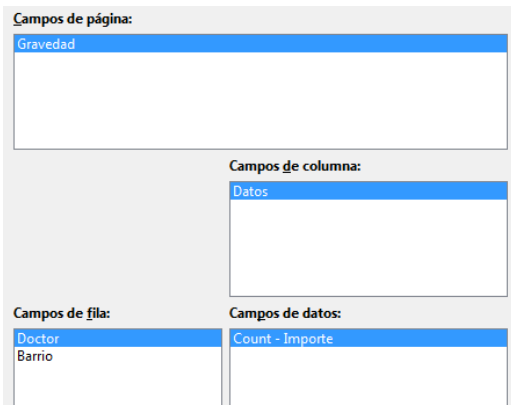 Campos de página:
Gravedad
Campos de columna:
Datos
Campos de fila:
Doctor
Barrio
Campos de datos:
Count - Importe